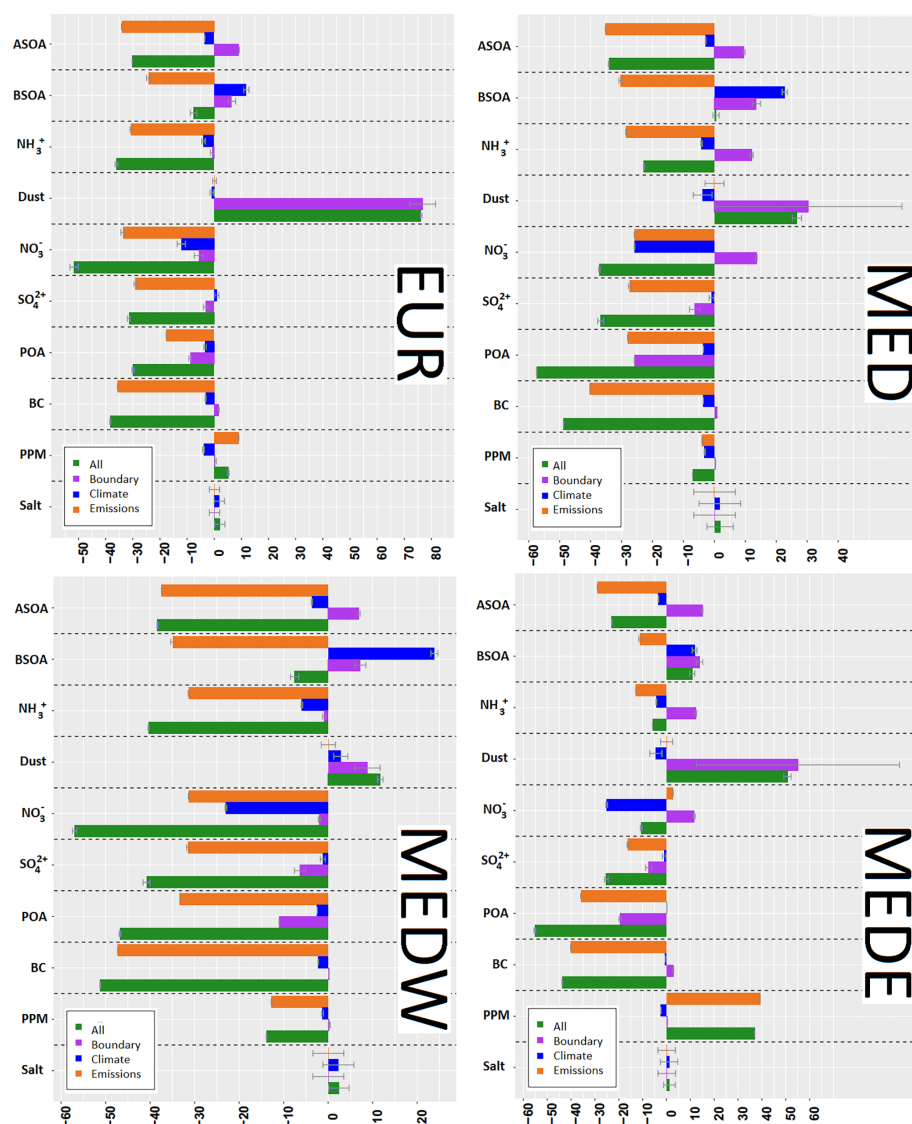 ASOA
BSOA
NH₃⁺
Dust
NO₃⁻
SO₄²⁺
POA
BC
PPM
Salt
All
Boundary
Climate
Emissions
EUR
-50 -40 -30 -20 -10 0 10 20 30 40 50 60 70 80
ASOA
BSOA
NH₃⁺
Dust
NO₃⁻
SO₄²⁺
POA
BC
PPM
Salt
All
Boundary
Climate
Emissions
MED
-60 -50 -40 -30 -20 -10 0 10 20 30 40
ASOA
BSOA
NH₃⁺
Dust
NO₃⁻
SO₄²⁺
POA
BC
PPM
Salt
All
Boundary
Climate
Emissions
MEDW
-60 -50 -40 -30 -20 -10 0 10 20
ASOA
BSOA
NH₃⁺
Dust
NO₃⁻
SO₄²⁺
POA
BC
PPM
Salt
All
Boundary
Climate
Emissions
MEDE
-60 -50 -40 -30 -20 -10 0 10 20 30 40 50 60